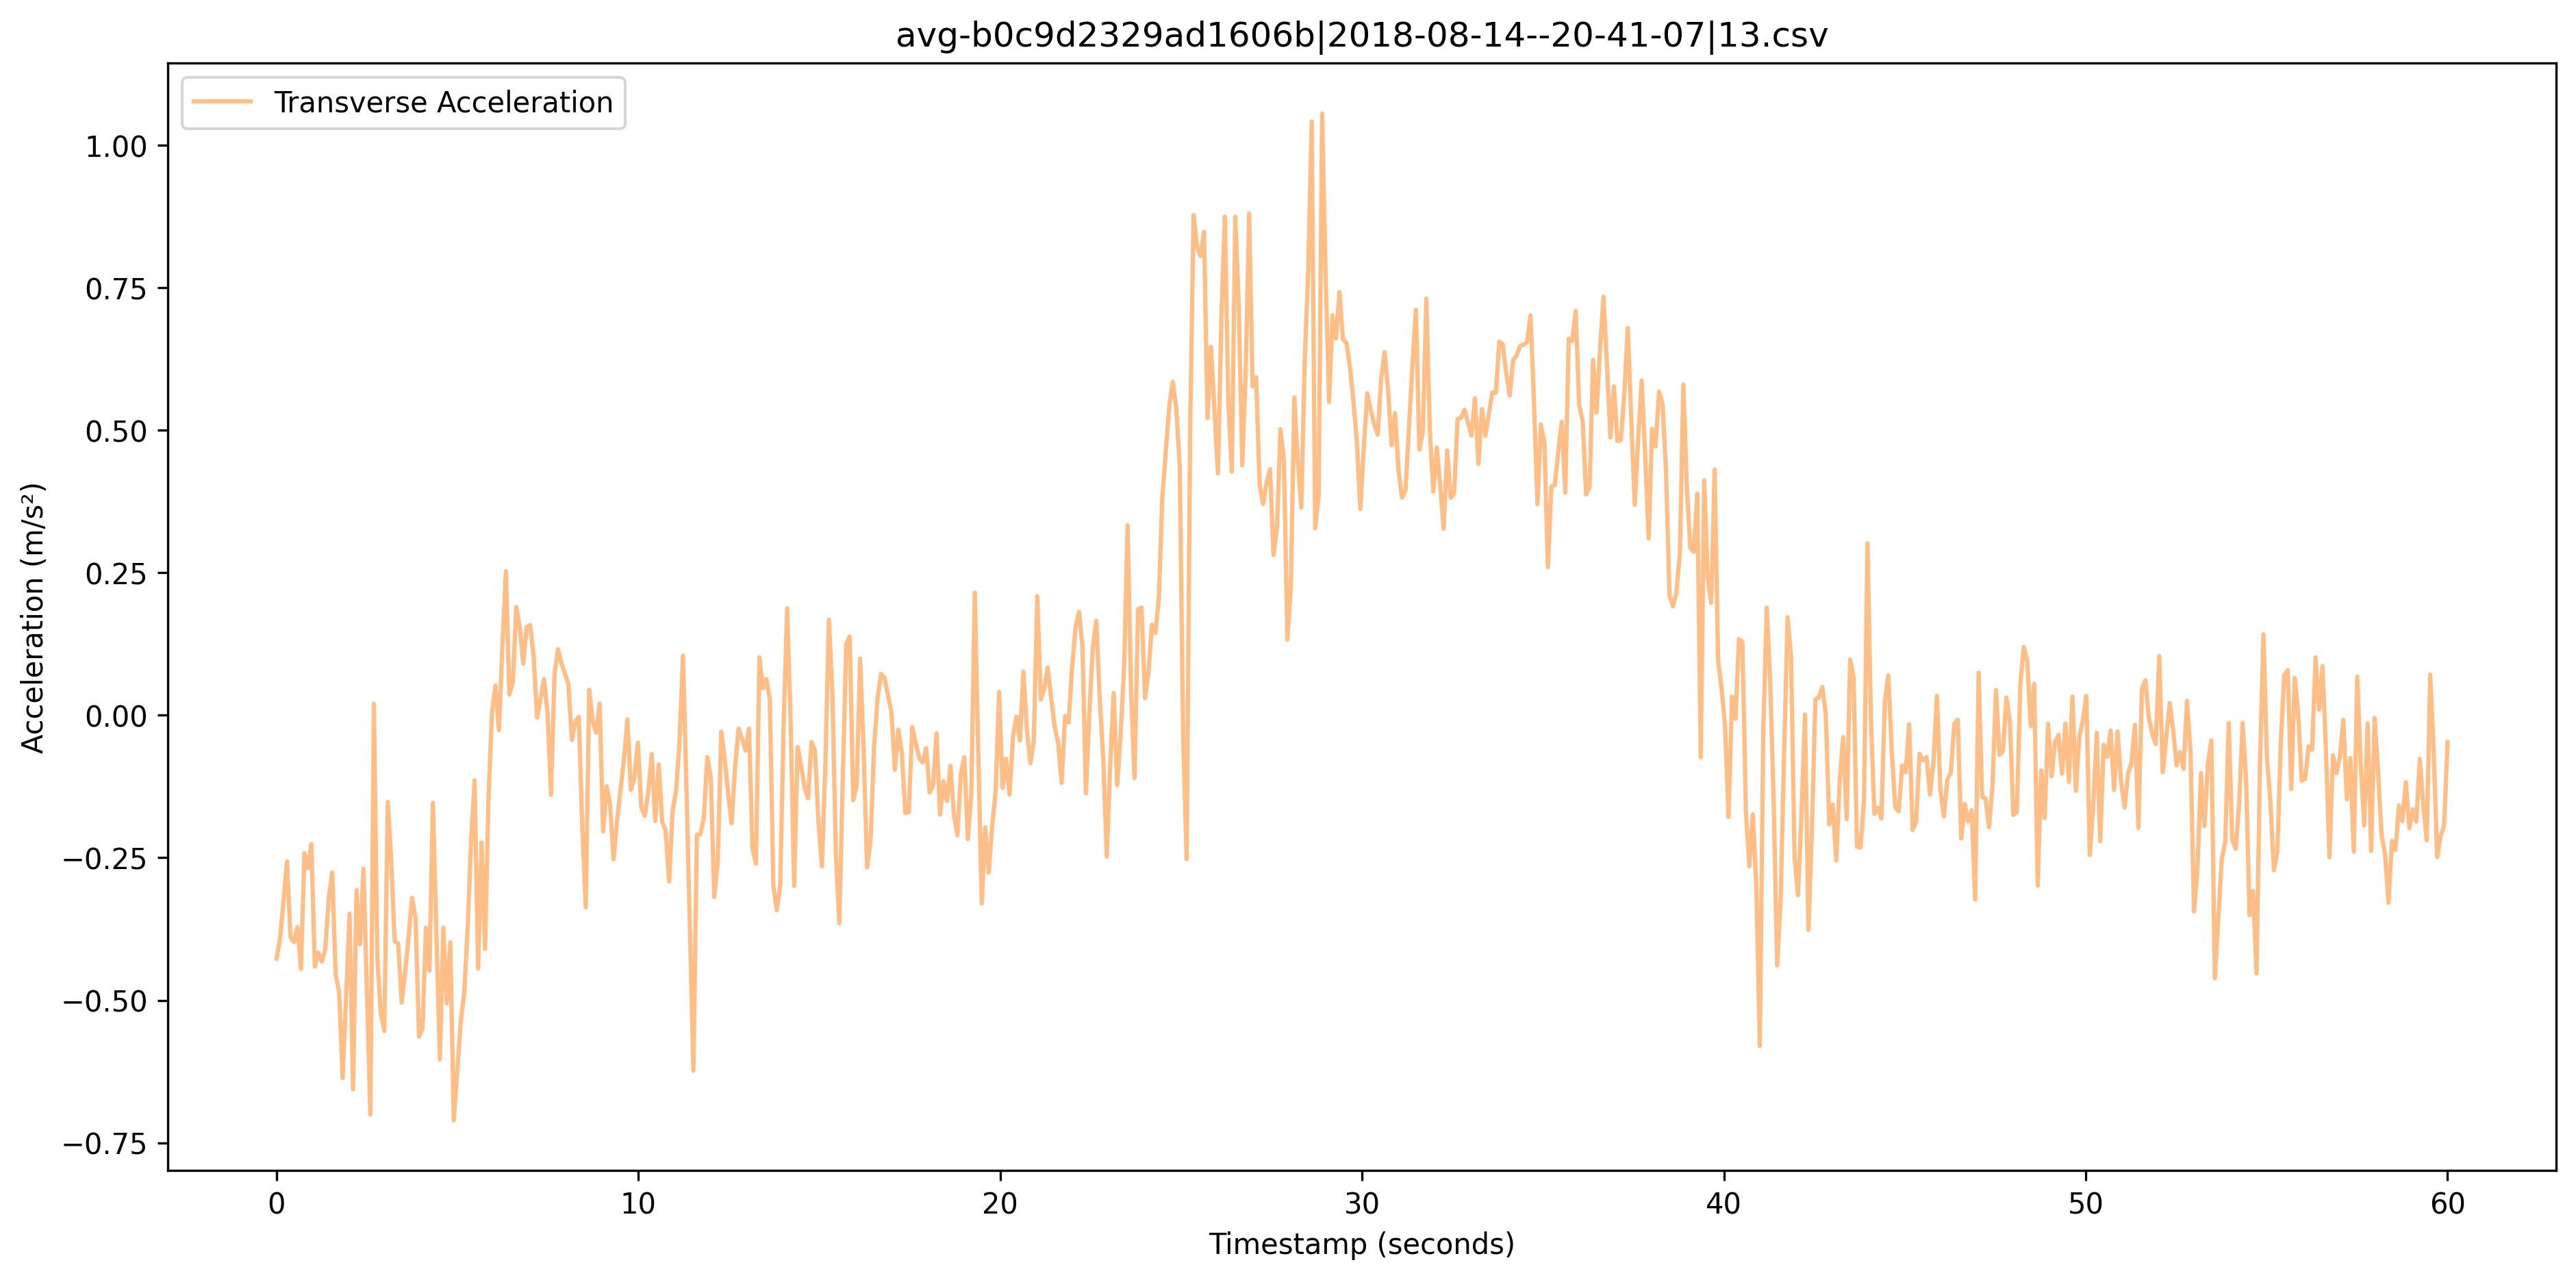 avg-b0c9d2329ad1606b|2018-08-14--20-41-07|13.csv
Transverse Acceleration
1.00
0.75
0.50
0.25
0.00
−0.25
−0.50
−0.75
Acceleration (m/s²)
0 10 20 30 40 50 60
Timestamp (seconds)